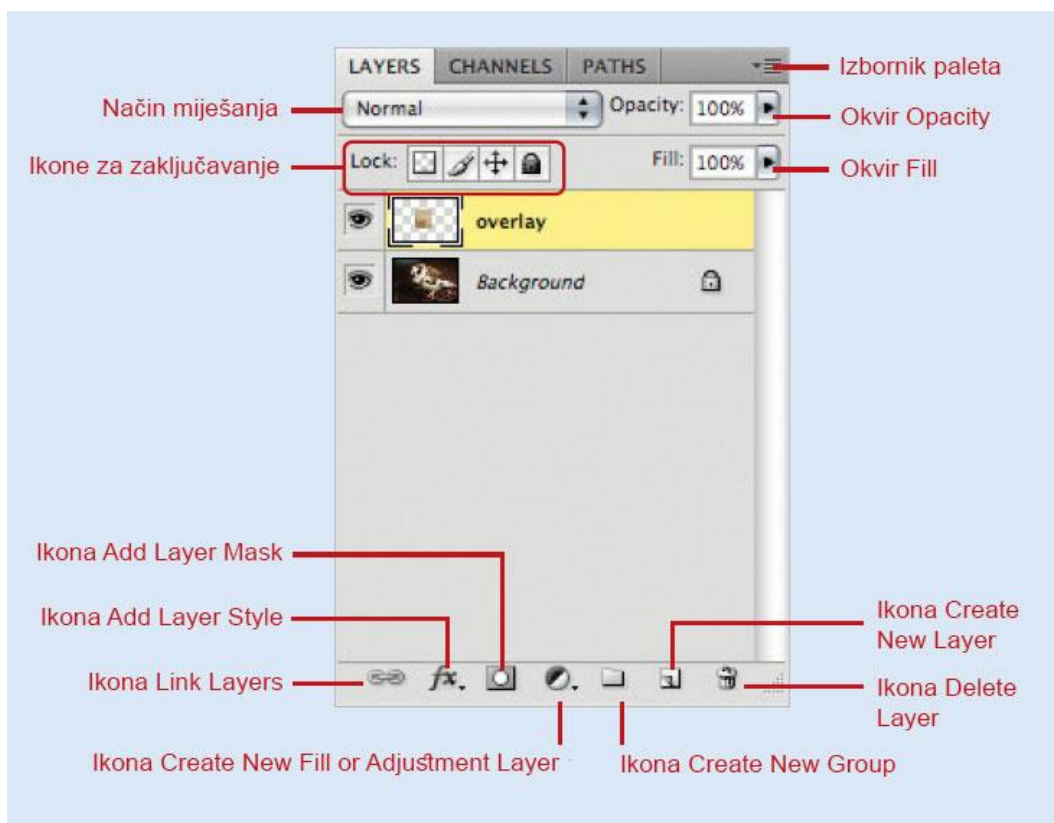 LAYERS CHANNELS PATHS
Izbornik paleta
Način miješanja
Normal
Opacity: 100%
Okvir Opacity
Ikone za zaključavanje
Lock:
Fill: 100%
Okvir Fill
overlay
Background
Ikona Add Layer Mask
Ikona Add Layer Style
Ikona Create
New Layer
Ikona Link Layers
fx.
Ikona Delete
Layer
Ikona Create New Fill or Adjustment Layer
Ikona Create New Group